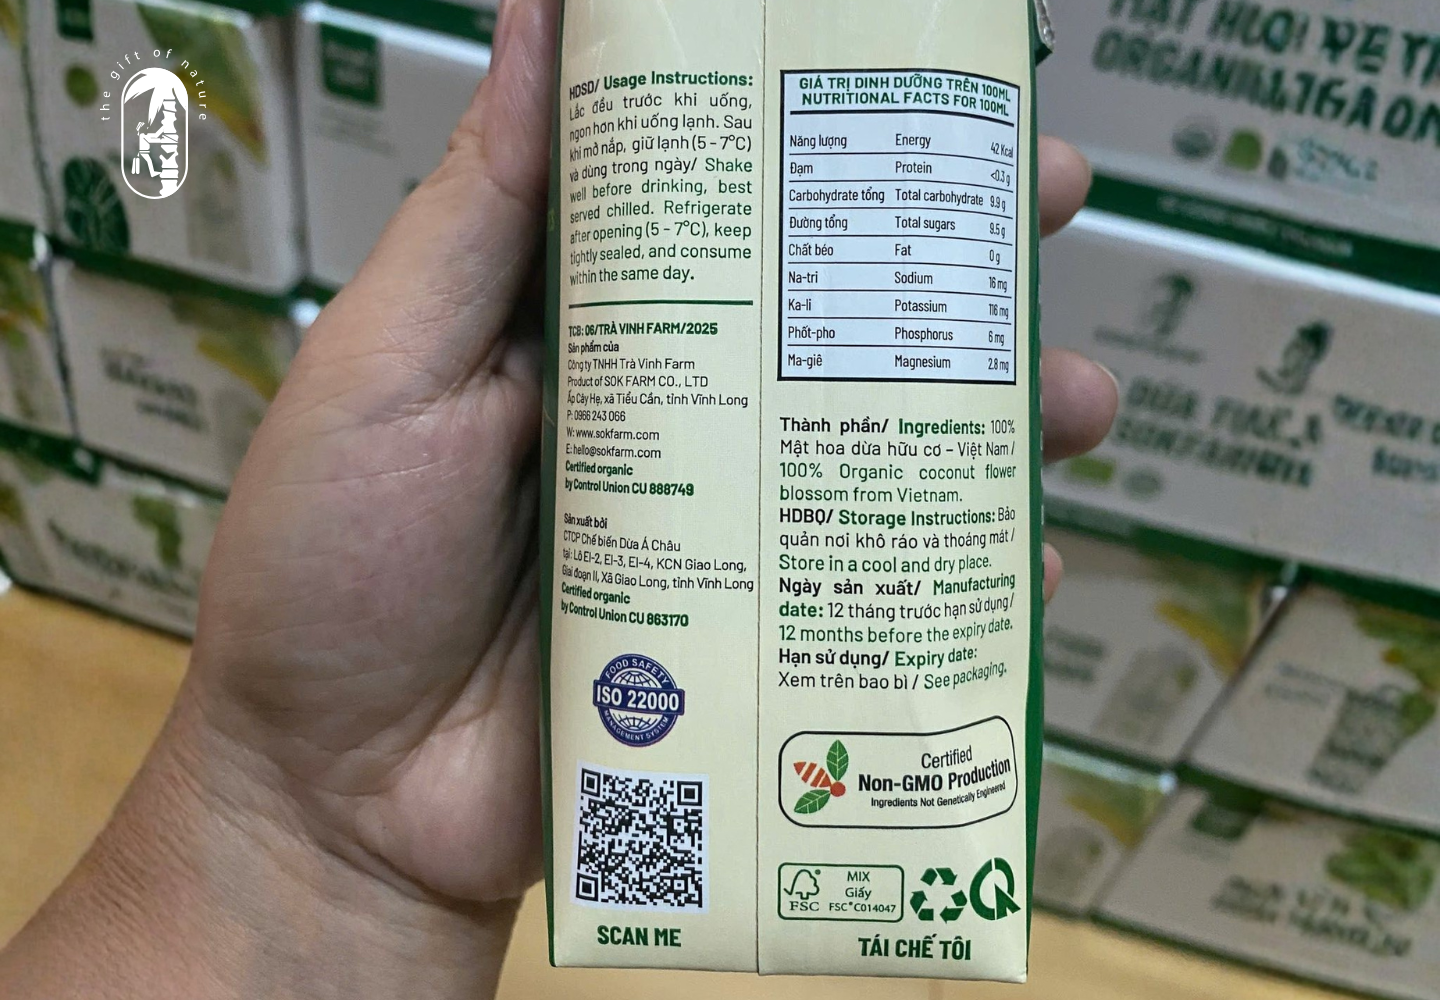 the gift of nature
HDSD/ Usage Instructions:
Lắc đều trước khi uống,
ngon hơn khi uống lạnh. Sau
khi mở nắp, giữ lạnh (5 - 7°C)
và dùng trong ngày/ Shake
well before drinking, best
served chilled. Refrigerate
after opening (5 - 7°C), keep
tightly sealed, and consume
within the same day.
TCB: 06/TRÀ VINH FARM/2025
Sản phẩm của
Công ty TNHH Trà Vinh Farm
Product of SOK FARM CO., LTD
Ấp Cây Hẹ, xã Tiểu Cần, tỉnh Vĩnh Long
P: 0966 243 066
W: www.sokfarm.com
E: hello@sokfarm.com
Certified organic
by Control Union CU 888749
Sản xuất bởi
CTCP Chế biến Dừa Á Châu
tại: Lô EI-2, EI-3, EI-4, KCN Giao Long,
Giai đoạn II, Xã Giao Long, tỉnh Vĩnh Long
Certified organic
by Control Union CU 863170
FOOD SAFETY
ISO 22000
MANAGEMENT SYSTEM
SCAN ME
GIÁ TRỊ DINH DƯỠNG TRÊN 100ML
NUTRITIONAL FACTS FOR 100ML
Năng lượng Energy 42 Kcal
Đạm Protein <0.3 g
Carbohydrate tổng Total carbohydrate 9.9 g
Đường tổng Total sugars 9.5 g
Chất béo Fat 0 g
Na-tri Sodium 16 mg
Ka-li Potassium 116 mg
Phốt-pho Phosphorus 6 mg
Ma-giê Magnesium 2.8 mg
Thành phần/ Ingredients: 100%
Mật hoa dừa hữu cơ – Việt Nam /
100% Organic coconut flower
blossom from Vietnam.
HDBQ/ Storage Instructions: Bảo
quản nơi khô ráo và thoáng mát /
Store in a cool and dry place.
Ngày sản xuất/ Manufacturing
date: 12 tháng trước hạn sử dụng/
12 months before the expiry date.
Hạn sử dụng/ Expiry date:
Xem trên bao bì / See packaging.
Certified
Non-GMO Production
Ingredients Not Genetically Engineered
FSC
MIX
Giấy
FSC® C014047
TÁI CHẾ TÔI